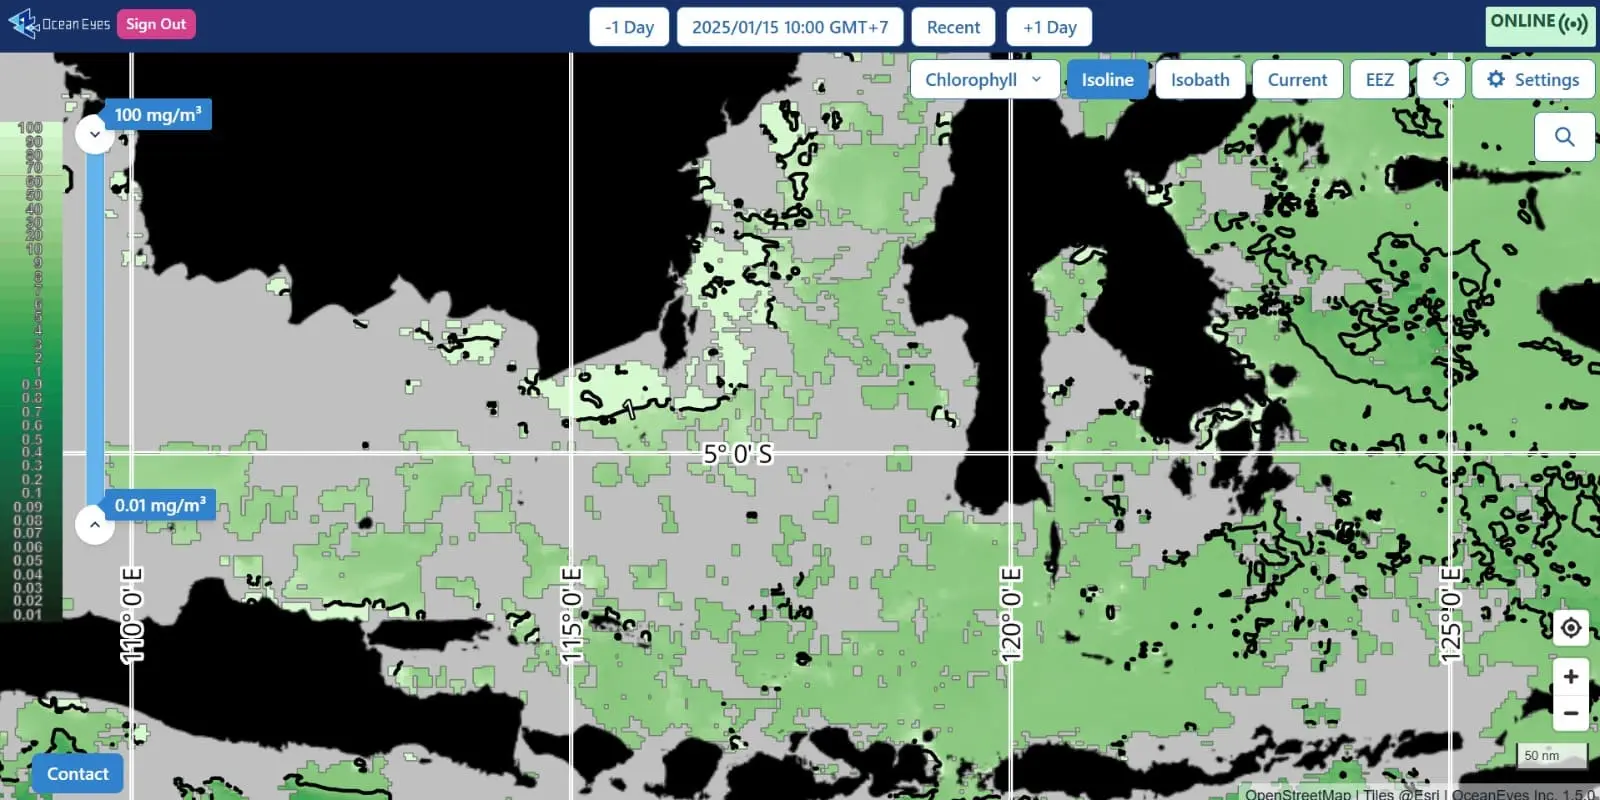 OceanEyes
Sign Out
-1 Day
2025/01/15 10:00 GMT+7
Recent
+1 Day
ONLINE
Chlorophyll
Isoline
Isobath
Current
EEZ
Settings
100 mg/m³
100
90
80
70
60
50
40
30
20
10
9
8
7
6
5
4
3
2
1
0.9
0.8
0.7
0.6
0.5
0.4
0.3
0.2
0.1
0.09
0.08
0.07
0.06
0.05
0.04
0.03
0.02
0.01
0.01 mg/m³
1
5° 0' S
110° 0' E
115° 0' E
120° 0' E
125° 0' E
+
−
50 nm
Contact
OpenStreetMap | Tiles @Esri | OceanEyes Inc. 1.5.0